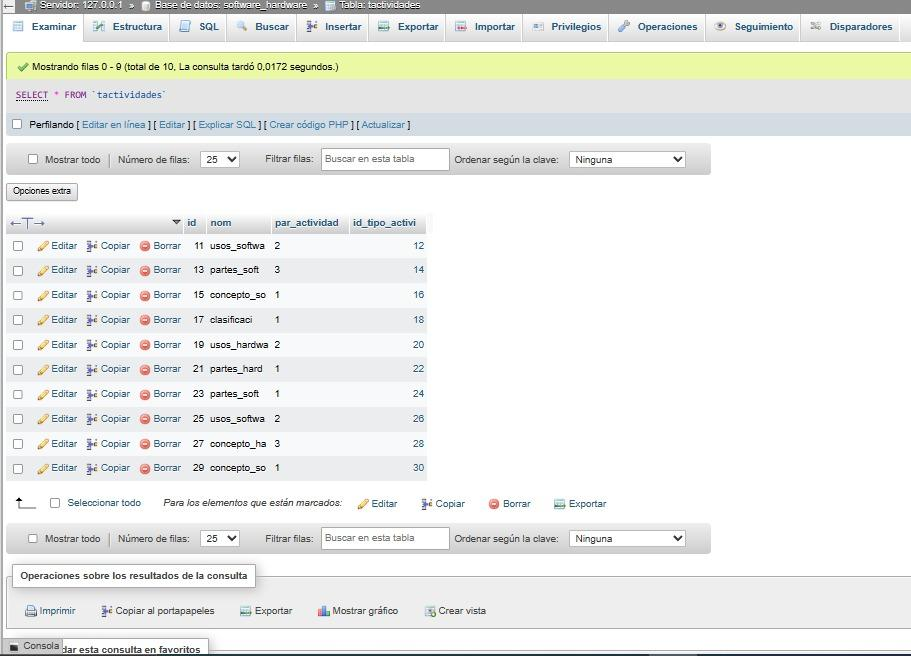 Servidor: 127.0.0.1 » Base de datos: software_hardware » Tabla: tactividades
Examinar Estructura SQL Buscar Insertar Exportar Importar Privilegios Operaciones Seguimiento Disparadores
Mostrando filas 0 - 9 (total de 10, La consulta tardó 0,0172 segundos.)
SELECT * FROM `tactividades`
Perfilando [ Editar en línea ] [ Editar ] [ Explicar SQL ] [ Crear código PHP ] [ Actualizar ]
Mostrar todo | Número de filas: 25 Filtrar filas: Buscar en esta tabla Ordenar según la clave: Ninguna
Opciones extra
←T→ id nom par_actividad id_tipo_activi
Editar Copiar Borrar 11 usos_softwa 2 12
Editar Copiar Borrar 13 partes_soft 3 14
Editar Copiar Borrar 15 concepto_so 1 16
Editar Copiar Borrar 17 clasificaci 1 18
Editar Copiar Borrar 19 usos_hardwa 2 20
Editar Copiar Borrar 21 partes_hard 1 22
Editar Copiar Borrar 23 partes_soft 1 24
Editar Copiar Borrar 25 usos_softwa 2 26
Editar Copiar Borrar 27 concepto_ha 3 28
Editar Copiar Borrar 29 concepto_so 1 30
Seleccionar todo Para los elementos que están marcados: Editar Copiar Borrar Exportar
Mostrar todo | Número de filas: 25 Filtrar filas: Buscar en esta tabla Ordenar según la clave: Ninguna
Operaciones sobre los resultados de la consulta
Imprimir Copiar al portapapeles Exportar Mostrar gráfico Crear vista
Consola dar esta consulta en favoritos